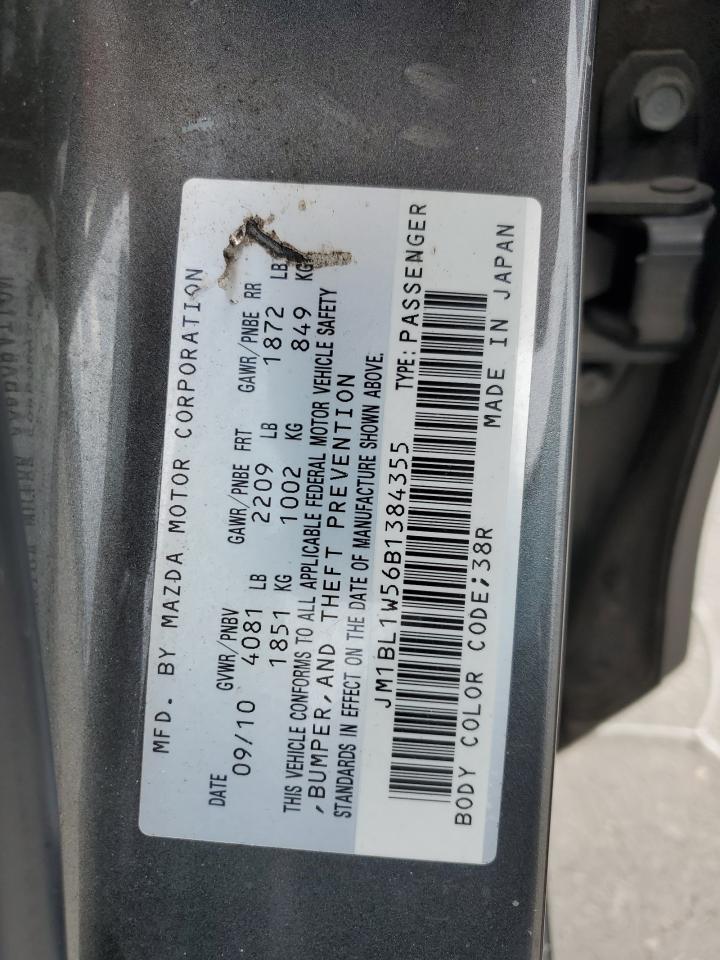 MFD. BY MAZDA MOTOR CORPORATION
DATE GVWR/PNBV GAWR/PNBE FRT GAWR/PNBE RR
09/10 4081 LB 2209 LB 1872 LB
1851 KG 1002 KG 849 KG
THIS VEHICLE CONFORMS TO ALL APPLICABLE FEDERAL MOTOR VEHICLE SAFETY
,BUMPER,AND THEFT PREVENTION
STANDARDS IN EFFECT ON THE DATE OF MANUFACTURE SHOWN ABOVE.
JM1BL1W56B1384355 TYPE:PASSENGER
BODY COLOR CODE;38R MADE IN JAPAN